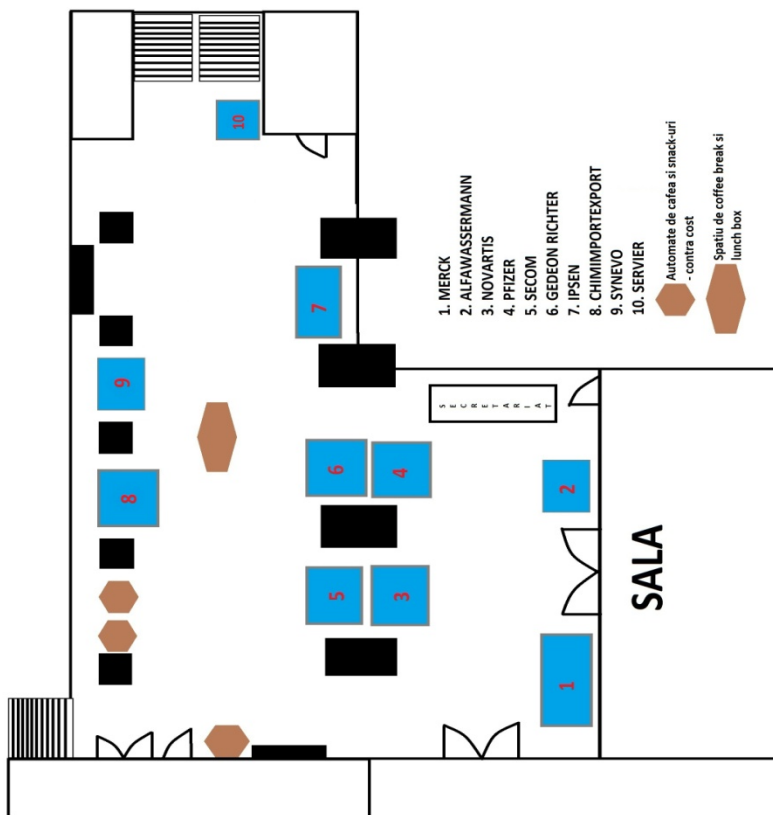 10
9
7
8
6
4
2
5
3
1
SECRETARIAT
SALA
1. MERCK
2. ALFAWASSERMANN
3. NOVARTIS
4. PFIZER
5. SECOM
6. GEDEON RICHTER
7. IPSEN
8. CHIMIMPORTEXPORT
9. SYNEVO
10. SERVIER
Automate de cafea si snack-uri
- contra cost
Spatiu de coffee break si
lunch box